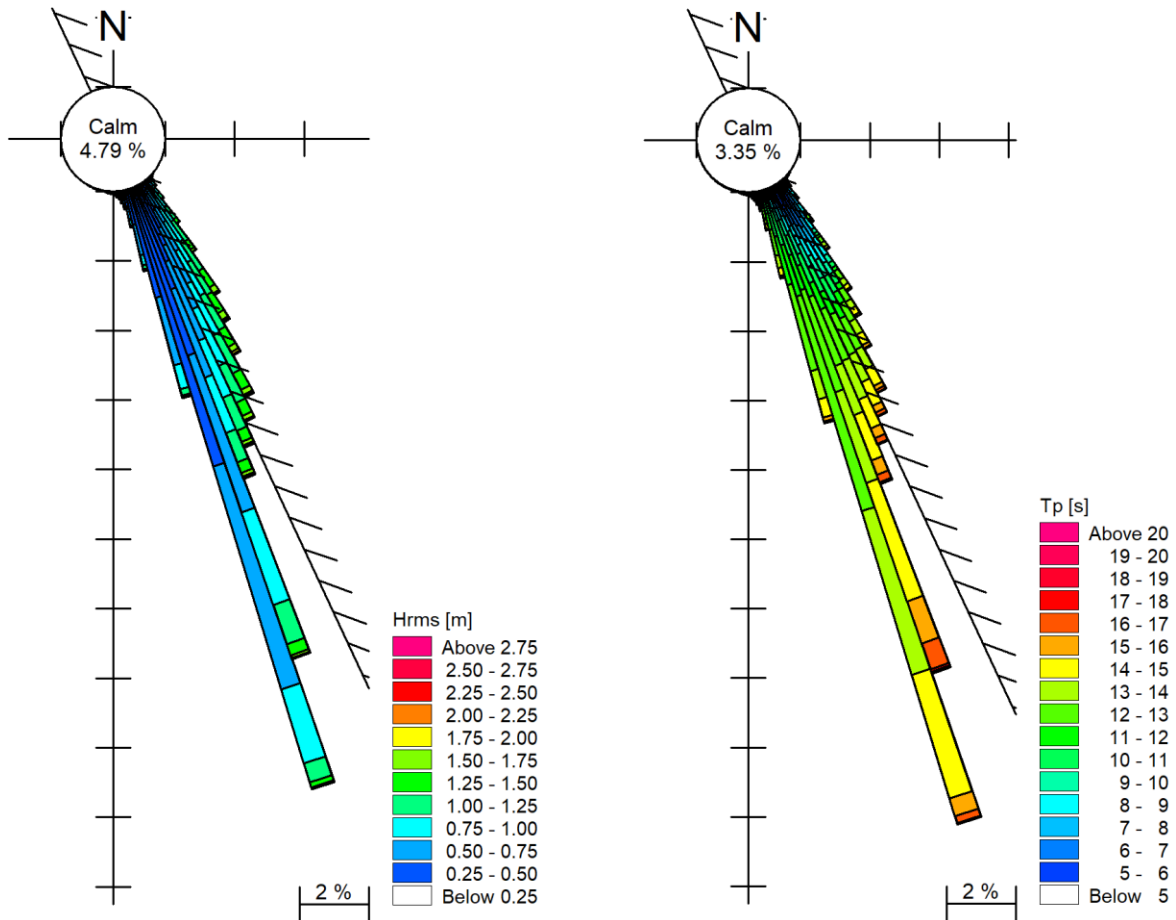 N
Calm
4.79 %
Hrms [m]
Above 2.75
2.50 - 2.75
2.25 - 2.50
2.00 - 2.25
1.75 - 2.00
1.50 - 1.75
1.25 - 1.50
1.00 - 1.25
0.75 - 1.00
0.50 - 0.75
0.25 - 0.50
Below 0.25
2 %
N
Calm
3.35 %
Tp [s]
Above 20
19 - 20
18 - 19
17 - 18
16 - 17
15 - 16
14 - 15
13 - 14
12 - 13
11 - 12
10 - 11
9 - 10
8 - 9
7 - 8
6 - 7
5 - 6
Below 5
2 %